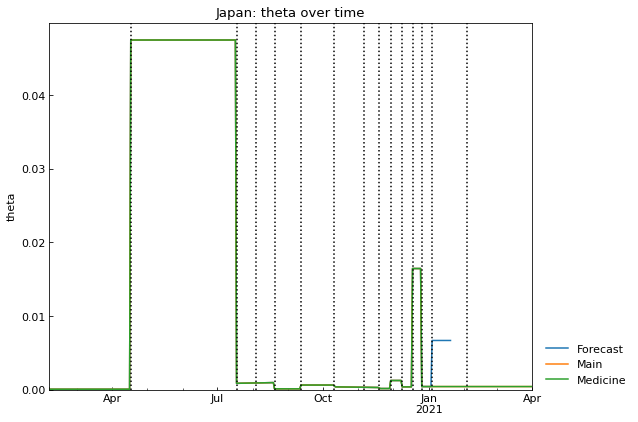 Japan: theta over time
theta
0.04
0.03
0.02
0.01
0.00
Apr
Jul
Oct
Jan
2021
Apr
Forecast
Main
Medicine